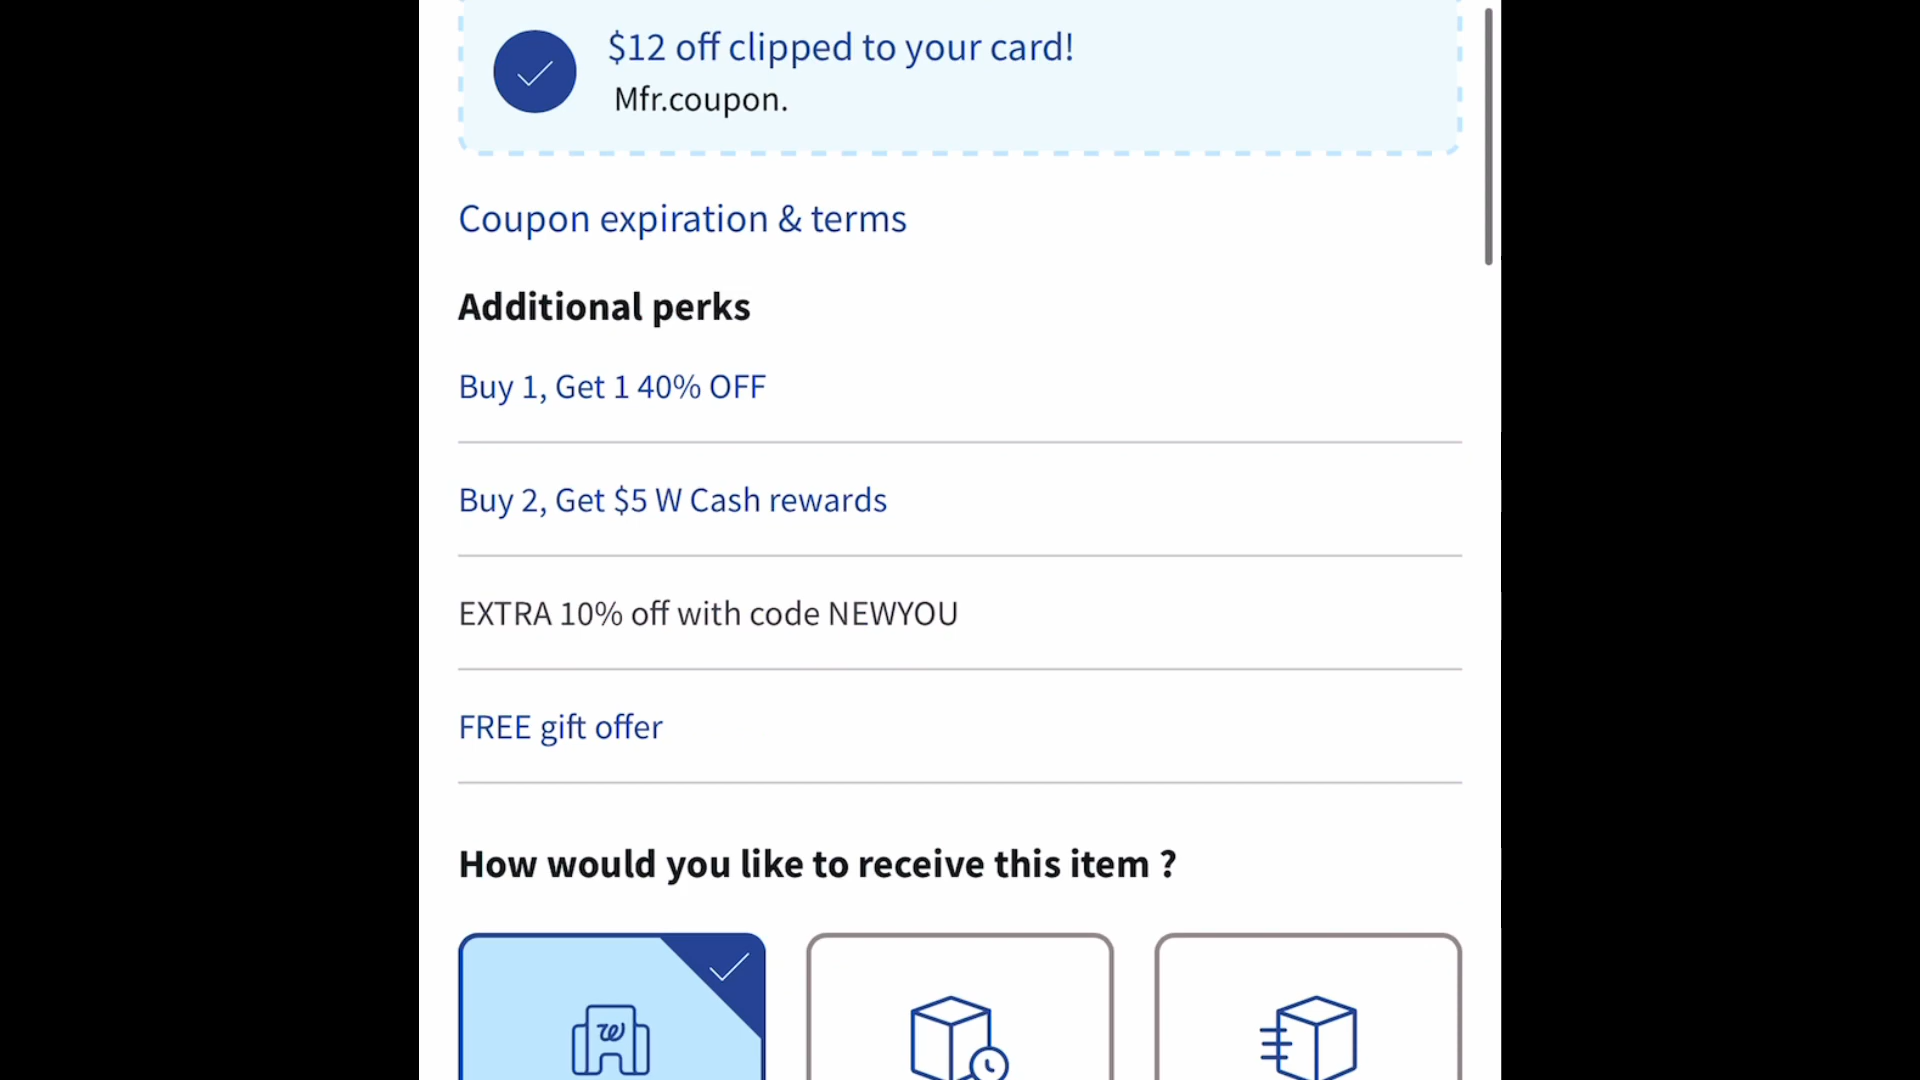 $12 off clipped to your card!
Mfr.coupon.
Coupon expiration & terms
Additional perks
Buy 1, Get 1 40% OFF
Buy 2, Get $5 W Cash rewards
EXTRA 10% off with code NEWYOU
FREE gift offer
How would you like to receive this item ?